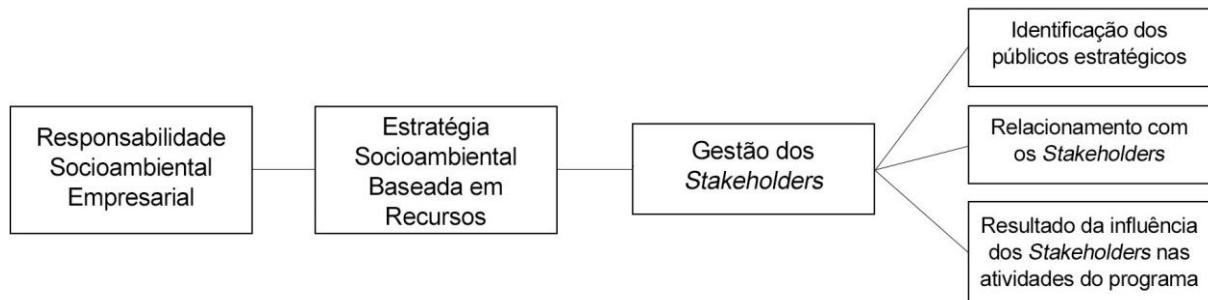 Responsabilidade
Socioambiental
Empresarial
Estratégia
Socioambiental
Baseada em
Recursos
Gestão dos
Stakeholders
Identificação dos
públicos estratégicos
Relacionamento com
os Stakeholders
Resultado da influência
dos Stakeholders nas
atividades do programa